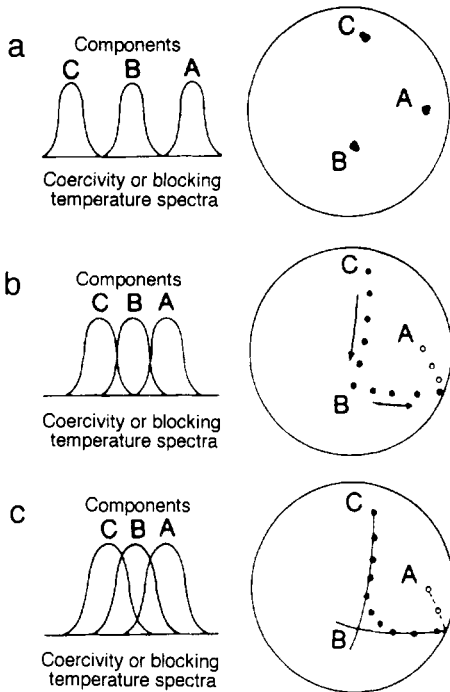 a
Components
C B A
Coercivity or blocking
temperature spectra
C
A
B
b
Components
C B A
Coercivity or blocking
temperature spectra
C
A
B
c
Components
C B A
Coercivity or blocking
temperature spectra
C
A
B